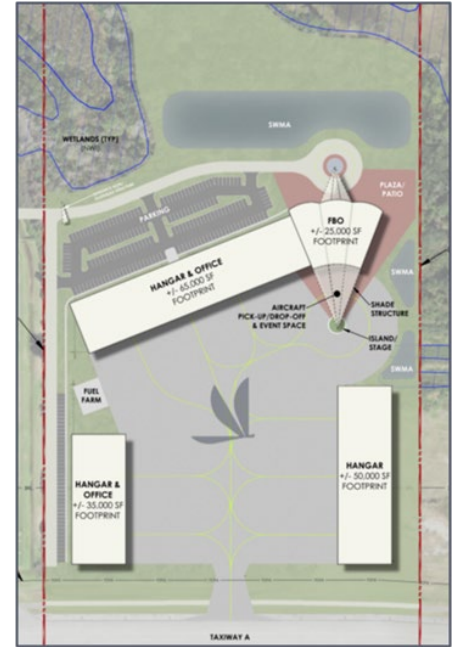 SWMA
WETLANDS (TYP)
PARKING
PLAZA/
PATIO
FBO
+/- 25,000 SF
FOOTPRINT
HANGAR & OFFICE
+/- 65,000 SF
FOOTPRINT
SWMA
AIRCRAFT
PICK-UP/DROP-OFF
& EVENT SPACE
SHADE
STRUCTURE
ISLAND/
STAGE
SWMA
FUEL
FARM
HANGAR &
OFFICE
+/- 35,000 SF
FOOTPRINT
HANGAR
+/- 50,000 SF
FOOTPRINT
TAXIWAY A